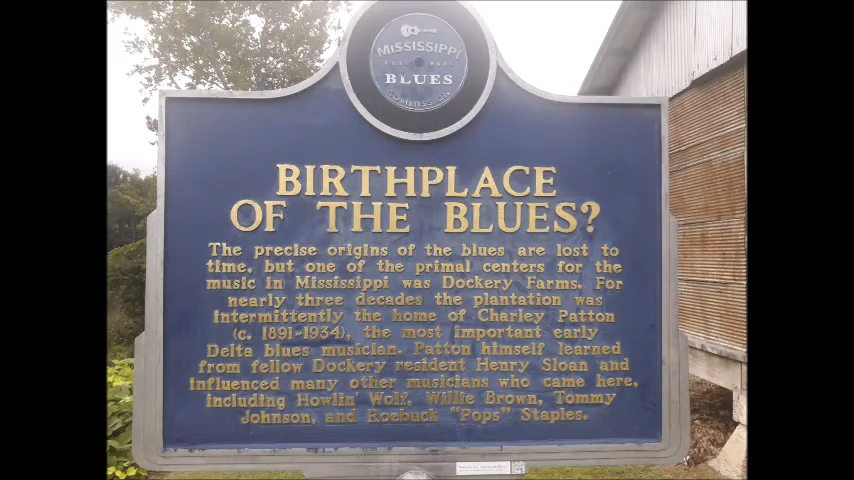 MISSISSIPPI
BLUES
COMMISSION
BIRTHPLACE
OF THE BLUES?
The precise origins of the blues are lost to
time, but one of the primal centers for the
music in Mississippi was Dockery Farms. For
nearly three decades the plantation was
intermittently the home of Charley Patton
(c. 1891-1934), the most important early
Delta blues musician. Patton himself learned
from fellow Dockery resident Henry Sloan and
influenced many other musicians who came here,
including Howlin' Wolf, Willie Brown, Tommy
Johnson, and Roebuck "Pops" Staples.